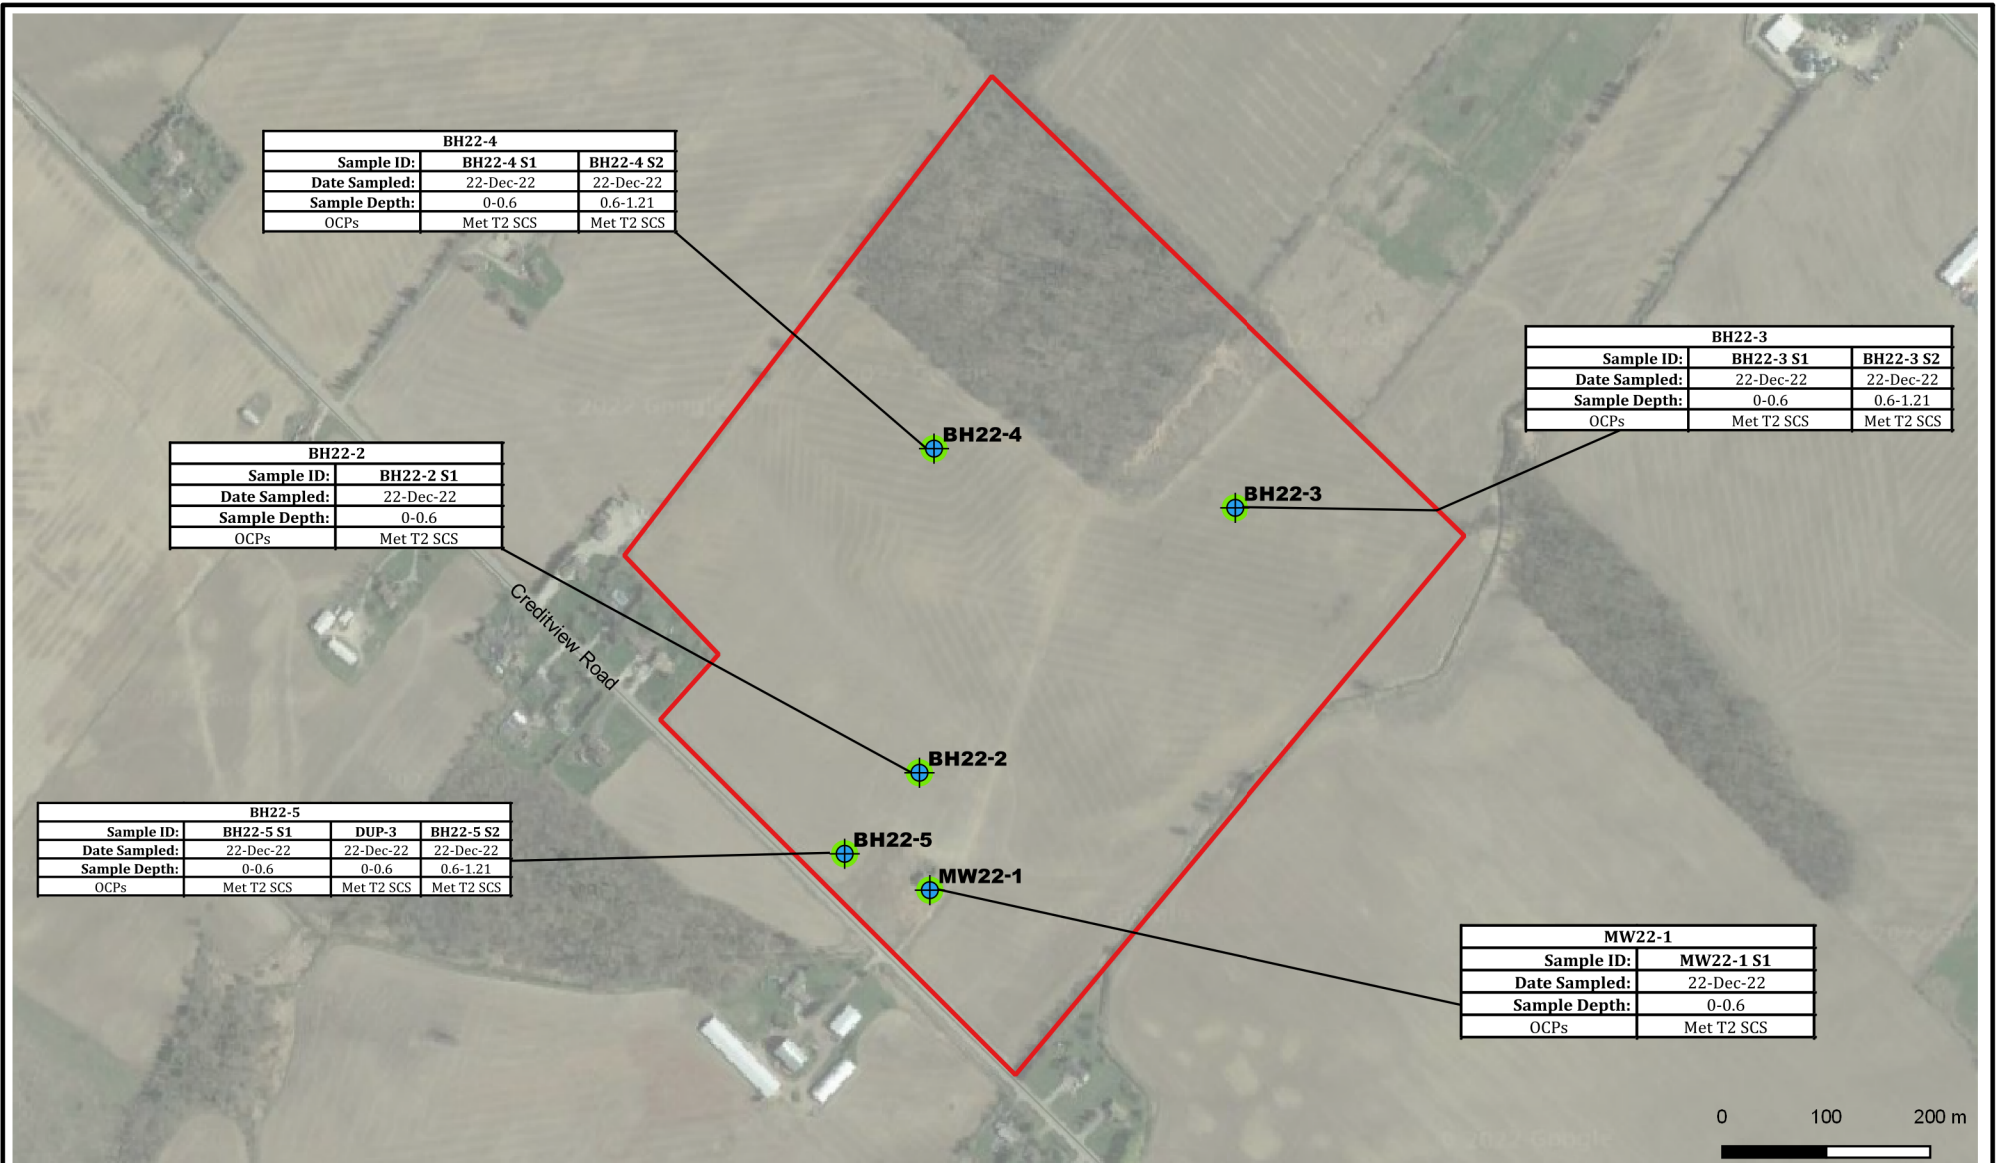 BH22-4
Sample ID: BH22-4 S1 BH22-4 S2
Date Sampled: 22-Dec-22 22-Dec-22
Sample Depth: 0-0.6 0.6-1.21
OCPs Met T2 SCS Met T2 SCS
BH22-3
Sample ID: BH22-3 S1 BH22-3 S2
Date Sampled: 22-Dec-22 22-Dec-22
Sample Depth: 0-0.6 0.6-1.21
OCPs Met T2 SCS Met T2 SCS
BH22-4
BH22-2
Sample ID: BH22-2 S1
Date Sampled: 22-Dec-22
Sample Depth: 0-0.6
OCPs Met T2 SCS
BH22-3
Creditview Road
BH22-2
BH22-5
Sample ID: BH22-5 S1 DUP-3 BH22-5 S2
Date Sampled: 22-Dec-22 22-Dec-22 22-Dec-22
Sample Depth: 0-0.6 0-0.6 0.6-1.21
OCPs Met T2 SCS Met T2 SCS Met T2 SCS
BH22-5
MW22-1
MW22-1
Sample ID: MW22-1 S1
Date Sampled: 22-Dec-22
Sample Depth: 0-0.6
OCPs Met T2 SCS
0 100 200 m
© 2022 Google